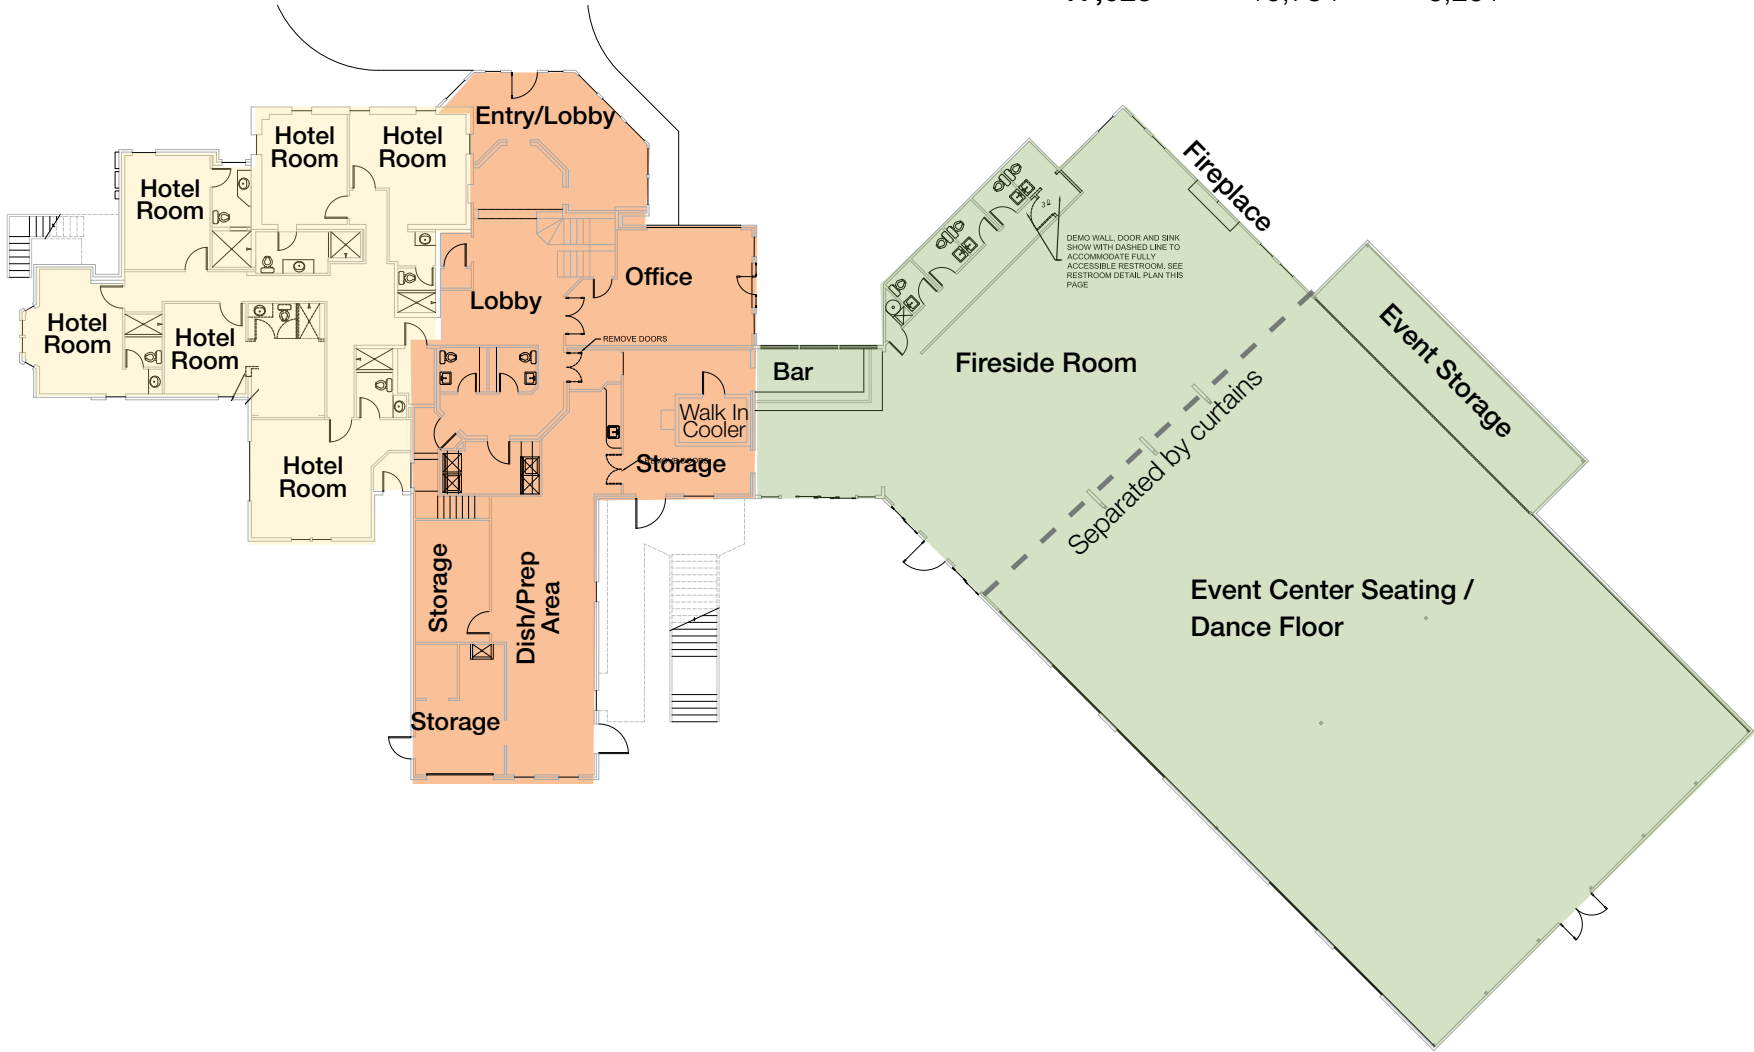 Entry/Lobby
Hotel
Room
Hotel
Room
Hotel
Room
Fireplace
DEMO WALL, DOOR AND SINK
SHOW WITH DASHED LINE TO
ACCOMMODATE FULLY
ACCESSIBLE RESTROOM. SEE
RESTROOM DETAIL PLAN THIS
PAGE
Office
Lobby
Hotel
Room
Hotel
Room
REMOVE DOORS
Bar
Fireside Room
Event Storage
Walk In
Cooler
Separated by curtains
Storage
REMOVE DOORS
Hotel
Room
Storage
Dish/Prep
Area
Event Center Seating /
Dance Floor
Storage